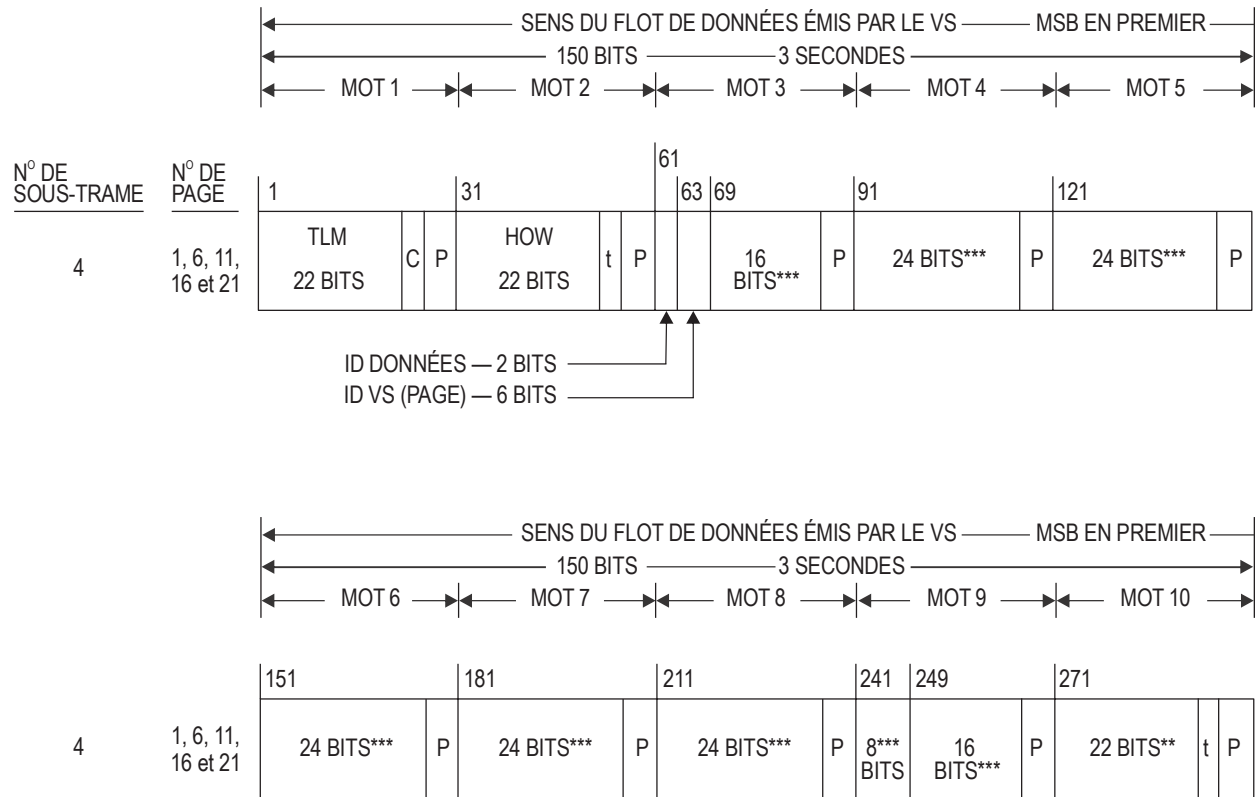 SENS DU FLOT DE DONNÉES ÉMIS PAR LE VS MSB EN PREMIER
150 BITS 3 SECONDES
MOT 1 MOT 2 MOT 3 MOT 4 MOT 5
N° DE SOUS-TRAME
N° DE PAGE
1 31 61 63 69 91 121
4
1, 6, 11,
16 et 21
TLM
22 BITS
C
P
HOW
22 BITS
t
P
16
BITS***
P
24 BITS***
P
24 BITS***
P
ID DONNÉES — 2 BITS
ID VS (PAGE) — 6 BITS
SENS DU FLOT DE DONNÉES ÉMIS PAR LE VS MSB EN PREMIER
150 BITS 3 SECONDES
MOT 6 MOT 7 MOT 8 MOT 9 MOT 10
151 181 211 241 249 271
4
1, 6, 11,
16 et 21
24 BITS***
P
24 BITS***
P
24 BITS***
P
8***
BITS
16
BITS***
P
22 BITS**
t
P